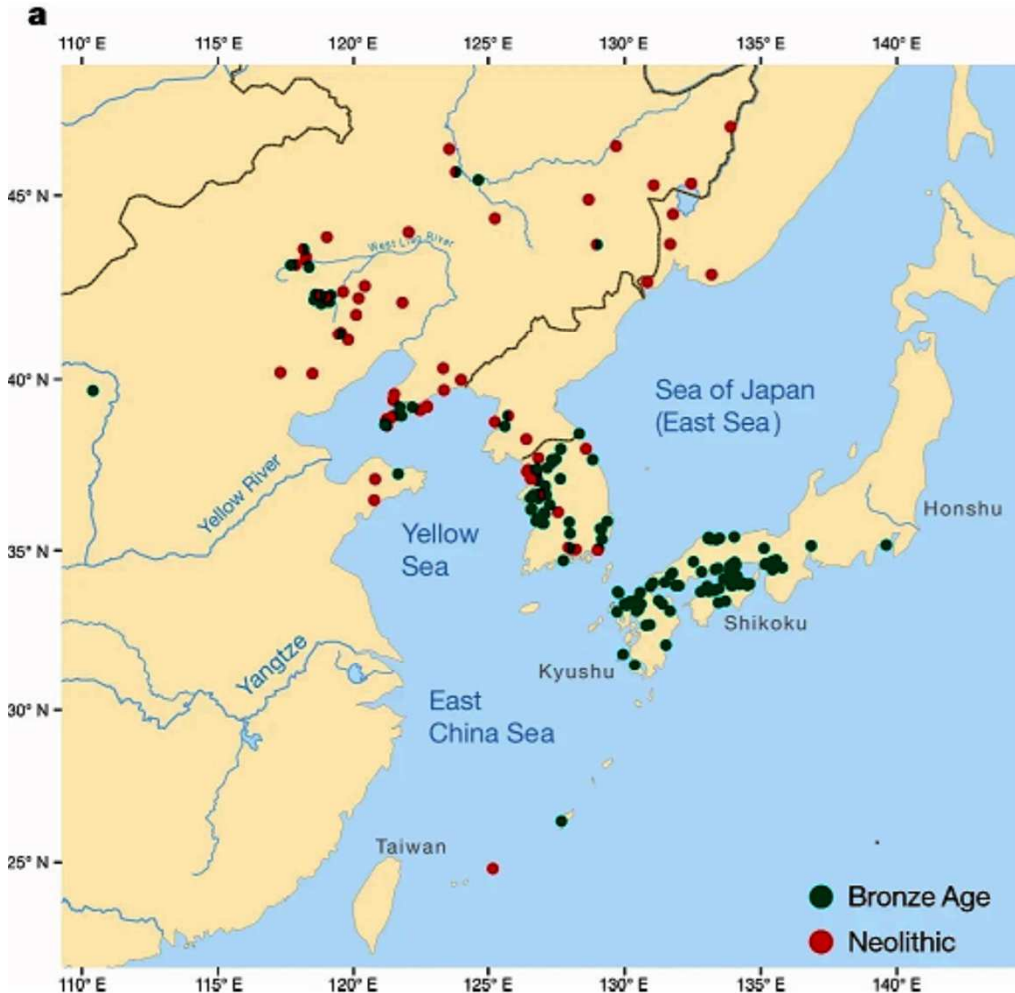 a
110° E 115° E 120° E 125° E 130° E 135° E 140° E
45° N
West Liao River
40° N
Sea of Japan
(East Sea)
Yellow River
Honshu
Yellow
Sea
35° N
Shikoku
Yangtze
Kyushu
East
China Sea
30° N
Taiwan
25° N
Bronze Age
Neolithic
110° E 115° E 120° E 125° E 130° E 135° E 140° E